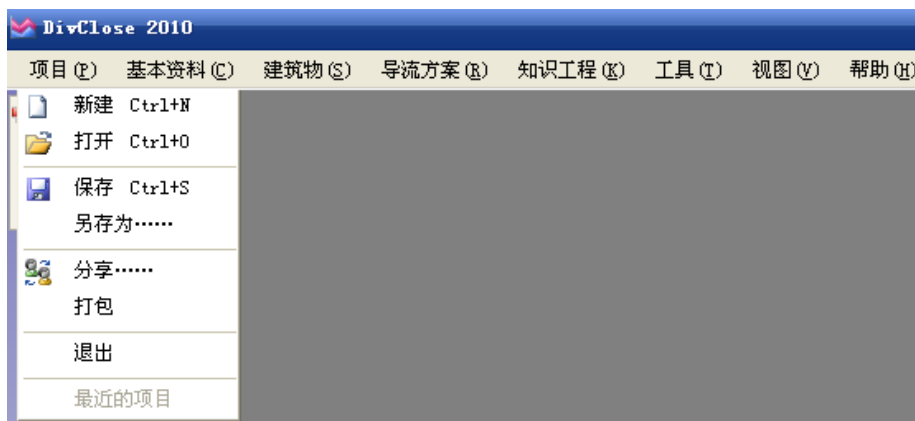 DivClose 2010
项目(P) 基本资料(C) 建筑物(S) 导流方案(R) 知识工程(K) 工具(T) 视图(V) 帮助(H)
新建 Ctrl+N
打开 Ctrl+O
保存 Ctrl+S
另存为……
分享……
打包
退出
最近的项目